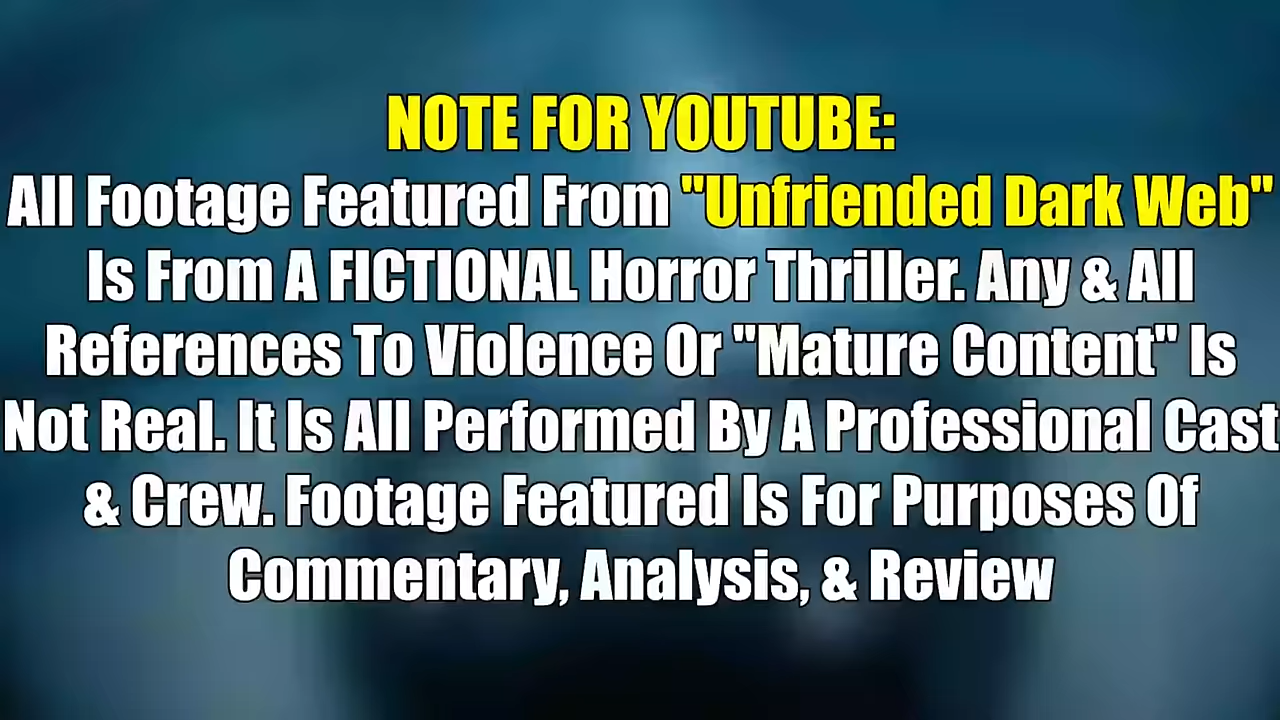 NOTE FOR YOUTUBE:
All Footage Featured From "Unfriended Dark Web"
Is From A FICTIONAL Horror Thriller. Any & All
References To Violence Or "Mature Content" Is
Not Real. It Is All Performed By A Professional Cast
& Crew. Footage Featured Is For Purposes Of
Commentary, Analysis, & Review